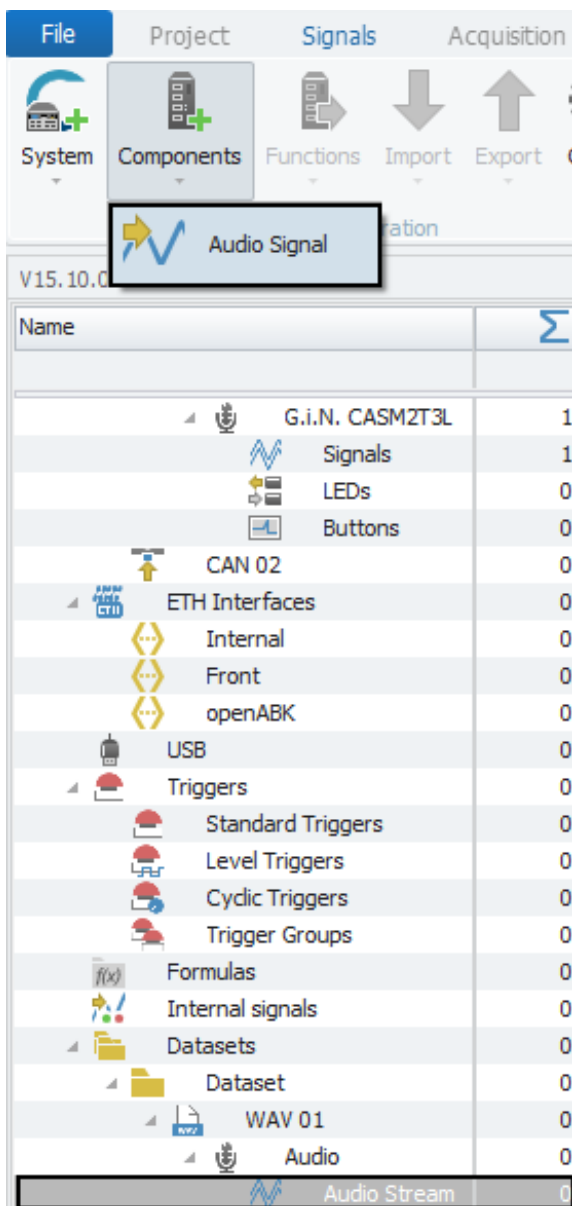 File Project Signals Acquisition
System Components Functions Import Export
Audio Signal
V15.10.0
Name Σ
G.i.N. CASM2T3L 1
Signals 1
LEDs 0
Buttons 0
CAN 02 0
ETH Interfaces 0
Internal 0
Front 0
openABK 0
USB 0
Triggers 0
Standard Triggers 0
Level Triggers 0
Cyclic Triggers 0
Trigger Groups 0
f(x) Formulas 0
Internal signals 0
Datasets 0
Dataset 0
WAV 01 0
Audio 0
Audio Stream 0